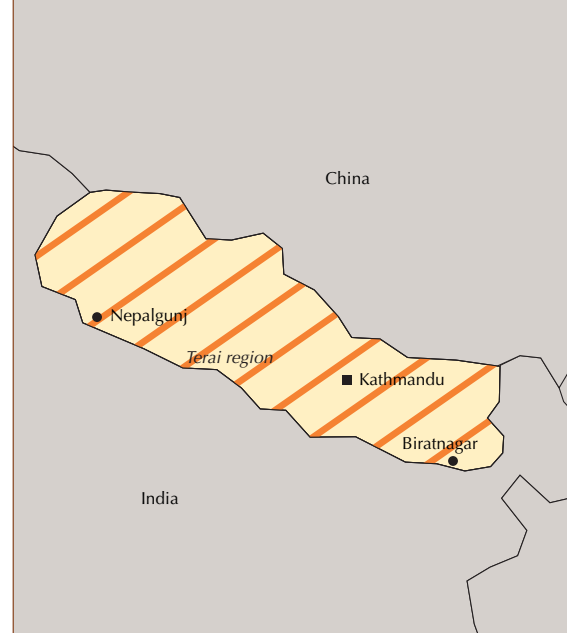 China
Nepalgunj
Terai region
Kathmandu
Biratnagar
India